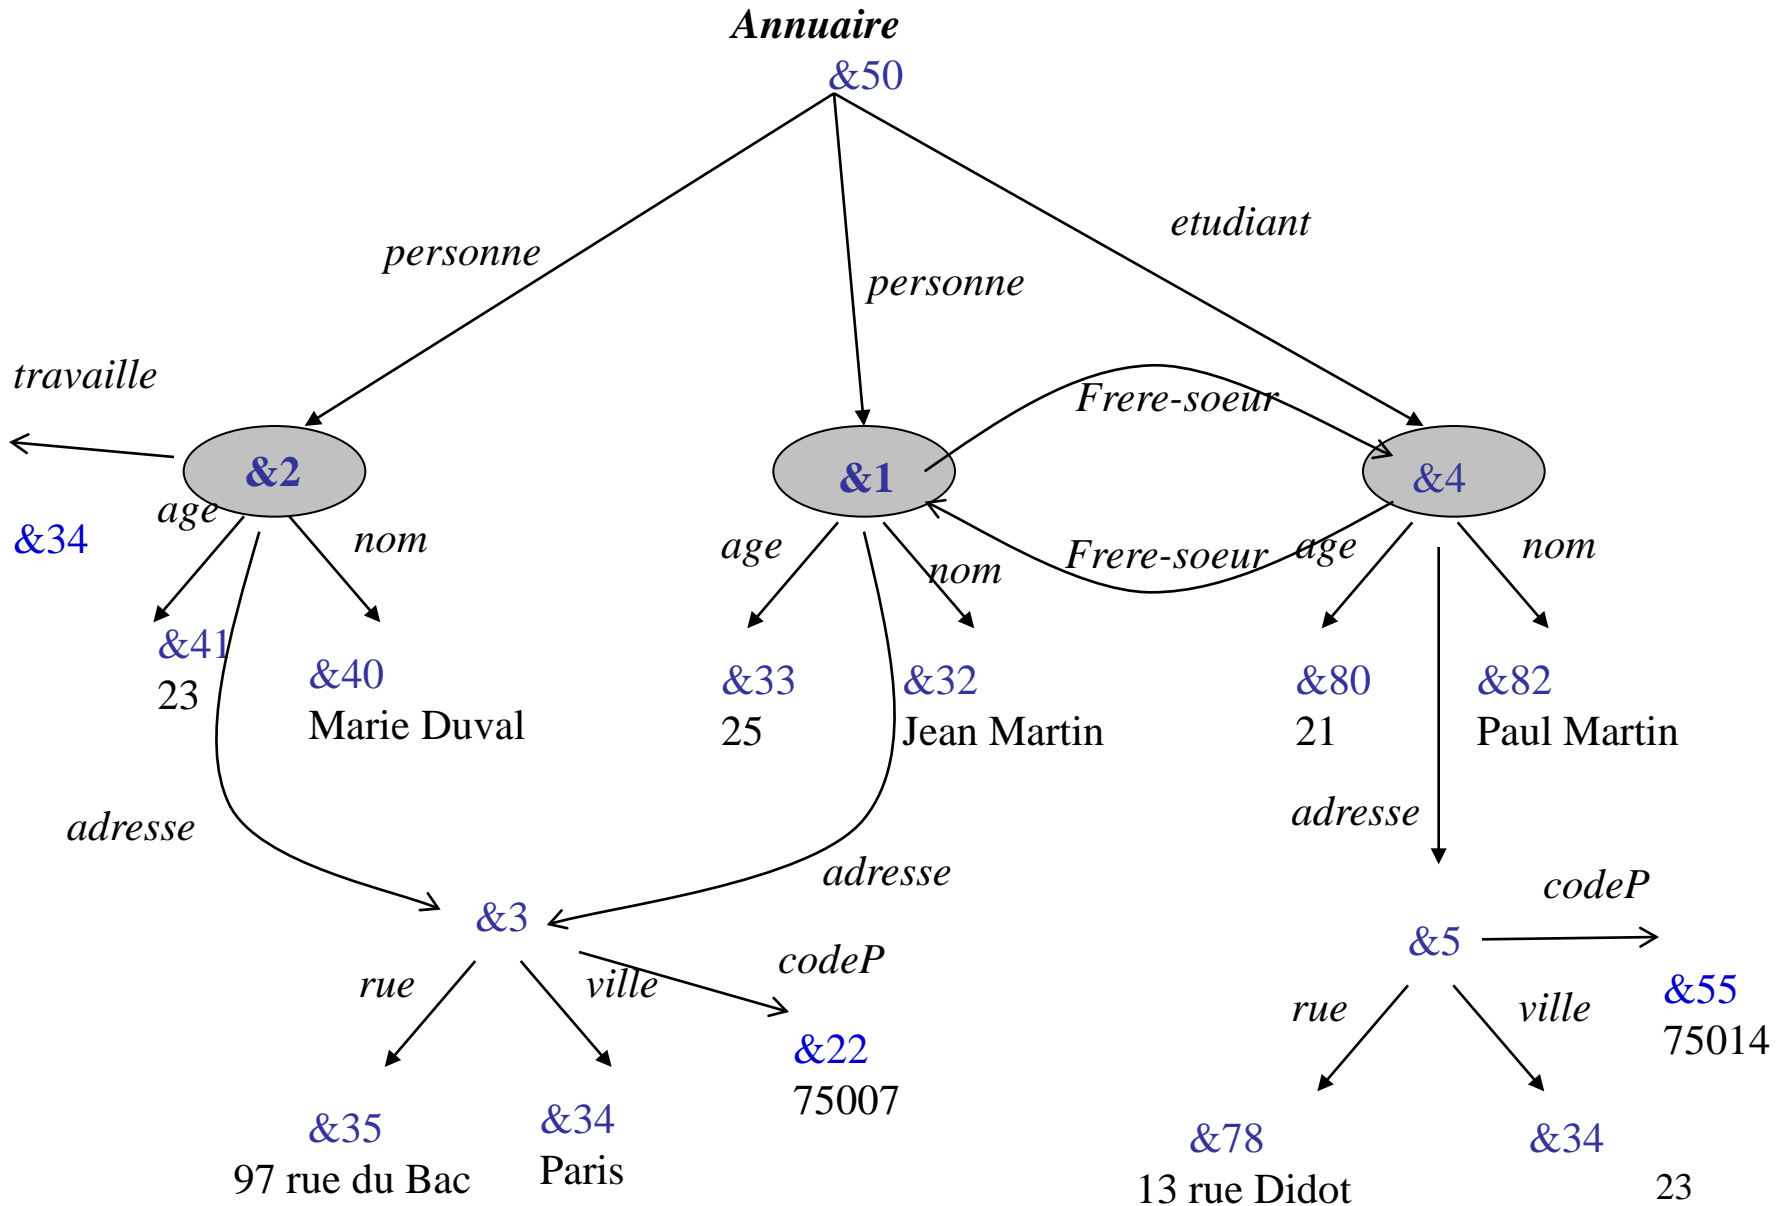 Annuaire
&50
personne
personne
etudiant
travaille
Frere-soeur
&2
&1
&4
&34
age
nom
age
nom
Frere-soeur
age
nom
&41
23
&40
Marie Duval
&33
25
&32
Jean Martin
&80
21
&82
Paul Martin
adresse
adresse
adresse
&3
&5
codeP
codeP
rue
ville
rue
ville
&22
75007
&55
75014
&35
97 rue du Bac
&34
Paris
&78
13 rue Didot
&34
23